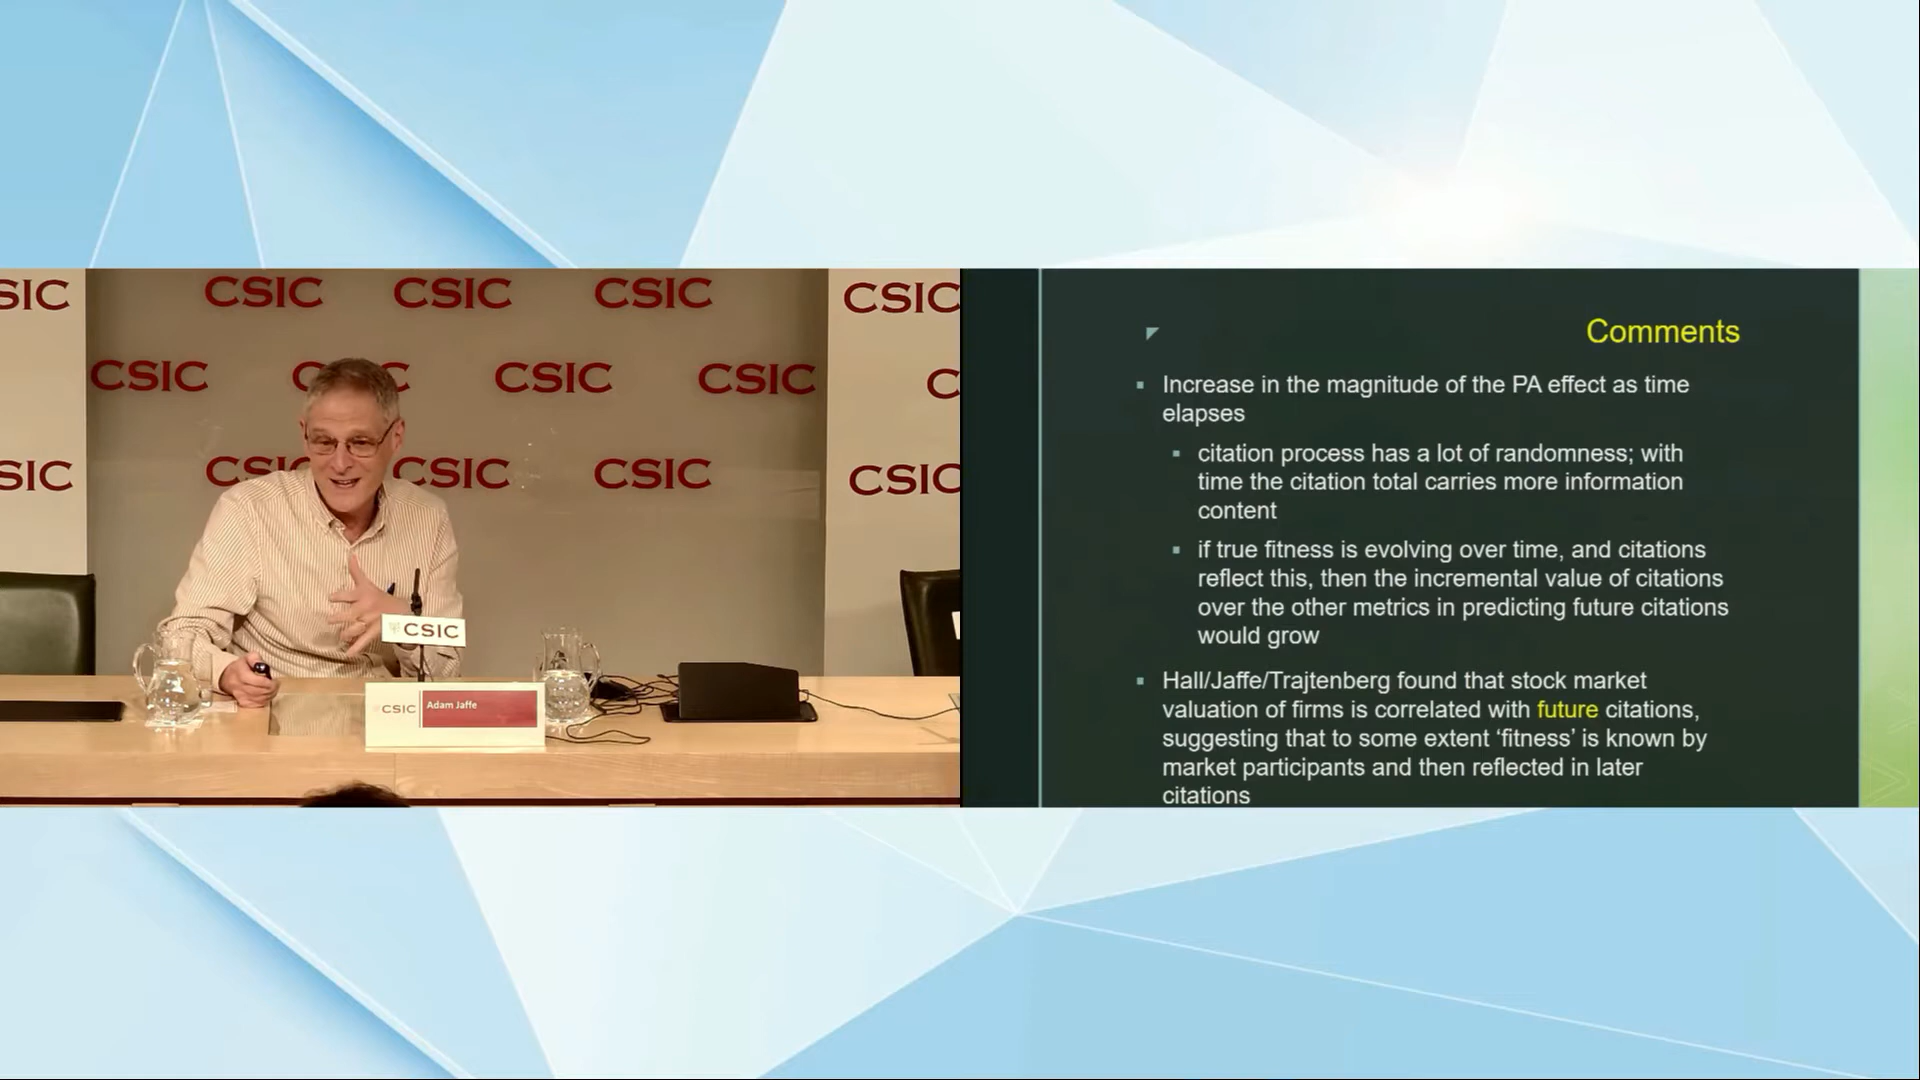 SIC
CSIC
CSIC
CSIC
CSIC
CSIC
CSIC
CSIC
SIC
CSIC
CSIC
CSIC
CSIC
CSIC
CSIC Adam Jaffe
Comments
Increase in the magnitude of the PA effect as time
elapses
citation process has a lot of randomness; with
time the citation total carries more information
content
if true fitness is evolving over time, and citations
reflect this, then the incremental value of citations
over the other metrics in predicting future citations
would grow
Hall/Jaffe/Trajtenberg found that stock market
valuation of firms is correlated with future citations,
suggesting that to some extent ‘fitness’ is known by
market participants and then reflected in later
citations